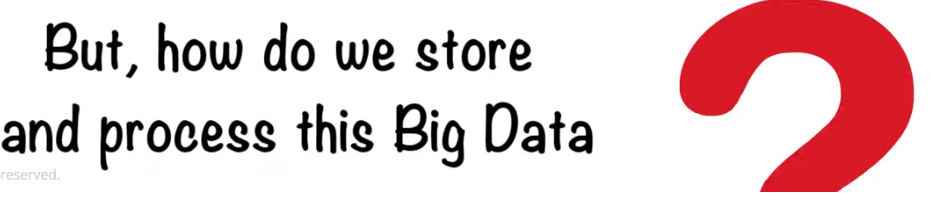 But, how do we store
and process this Big Data
?
reserved.